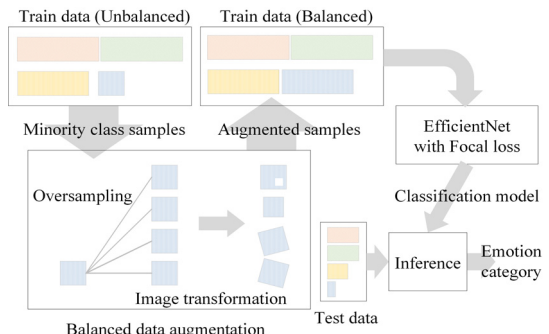 Train data (Unbalanced)
Train data (Balanced)
Minority class samples
Augmented samples
EfficientNet
with Focal loss
Oversampling
Classification model
Image transformation
Inference
Emotion
category
Test data
Balanced data augmentation